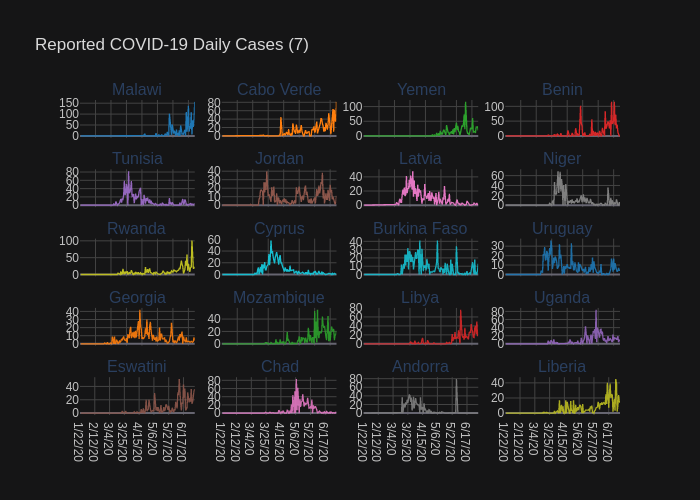 Reported COVID-19 Daily Cases (7)
Malawi Cabo Verde Yemen Benin
150 100 50 0 80 60 40 20 0 100 50 0 100 50 0
Tunisia Jordan Latvia Niger
80 60 40 20 0 40 30 20 10 0 40 20 0 60 40 20 0
Rwanda Cyprus Burkina Faso Uruguay
100 50 0 60 40 20 0 40 30 20 10 0 30 20 10 0
Georgia Mozambique Libya Uganda
40 30 20 10 0 40 20 0 80 60 40 20 0 80 60 40 20 0
Eswatini Chad Andorra Liberia
40 20 0 80 60 40 20 0 80 60 40 20 0 40 20 0
1/22/20 2/12/20 3/4/20 3/25/20 4/15/20 5/6/20 5/27/20 6/17/20 1/22/20 2/12/20 3/4/20 3/25/20 4/15/20 5/6/20 5/27/20 6/17/20 1/22/20 2/12/20 3/4/20 3/25/20 4/15/20 5/6/20 5/27/20 6/17/20 1/22/20 2/12/20 3/4/20 3/25/20 4/15/20 5/6/20 5/27/20 6/17/20